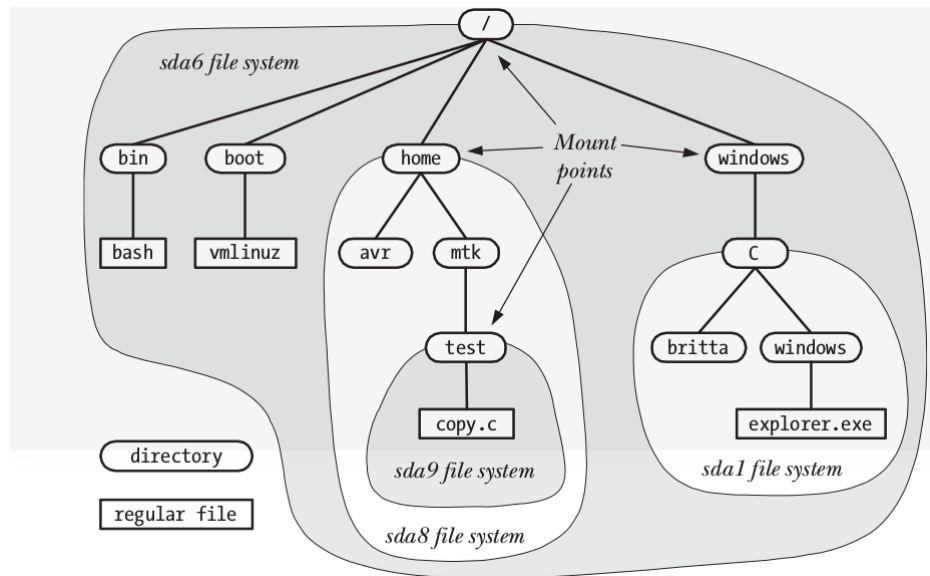 /
sda6 file system
bin
boot
home
Mount
points
windows
bash
vmlinuz
avr
mtk
C
test
britta
windows
copy.c
explorer.exe
directory
sda9 file system
sda1 file system
regular file
sda8 file system